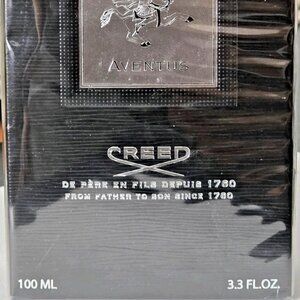 AVENTUS
CREED
DE PÈRE EN FILS DEPUIS 1760
FROM FATHER TO SON SINCE 1760
100 ML
3.3 FL.OZ.